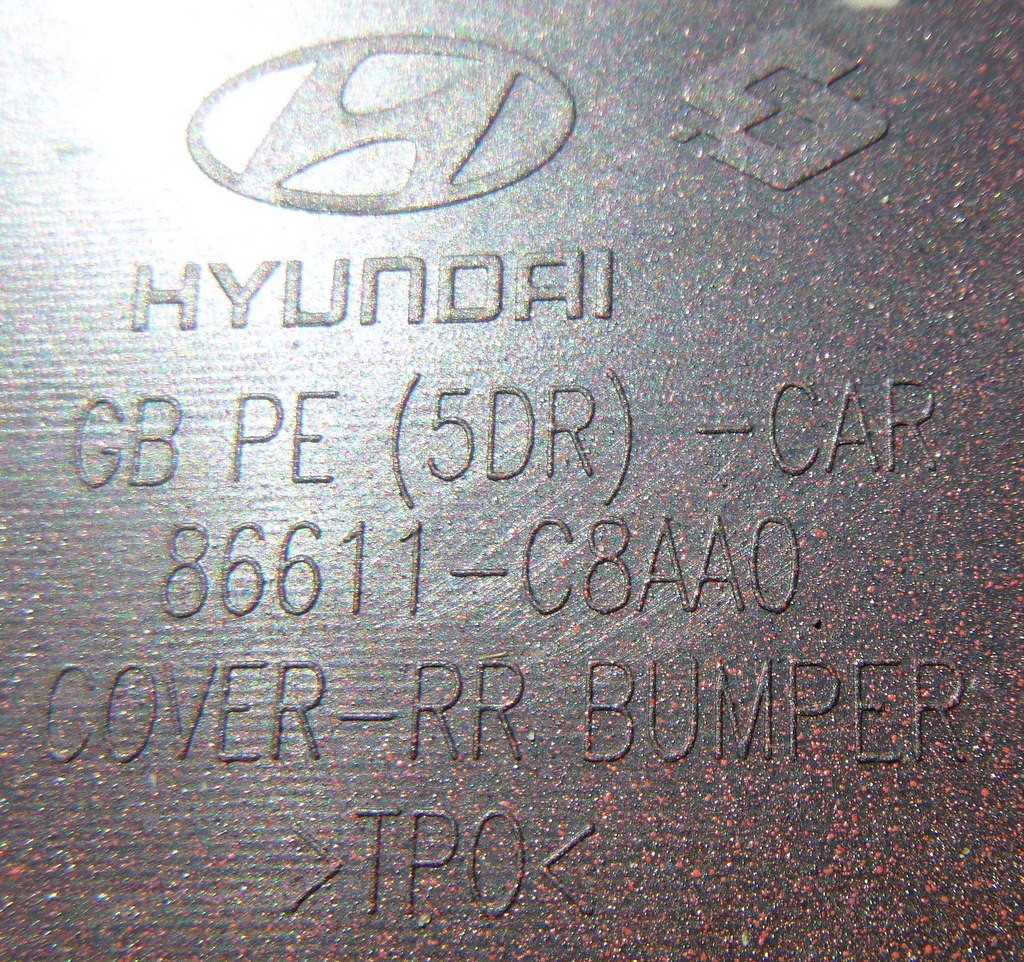 HYUNDAI
GB PE (5DR) -CAR
86611-C8AA0
COVER-RR BUMPER
>TPO<